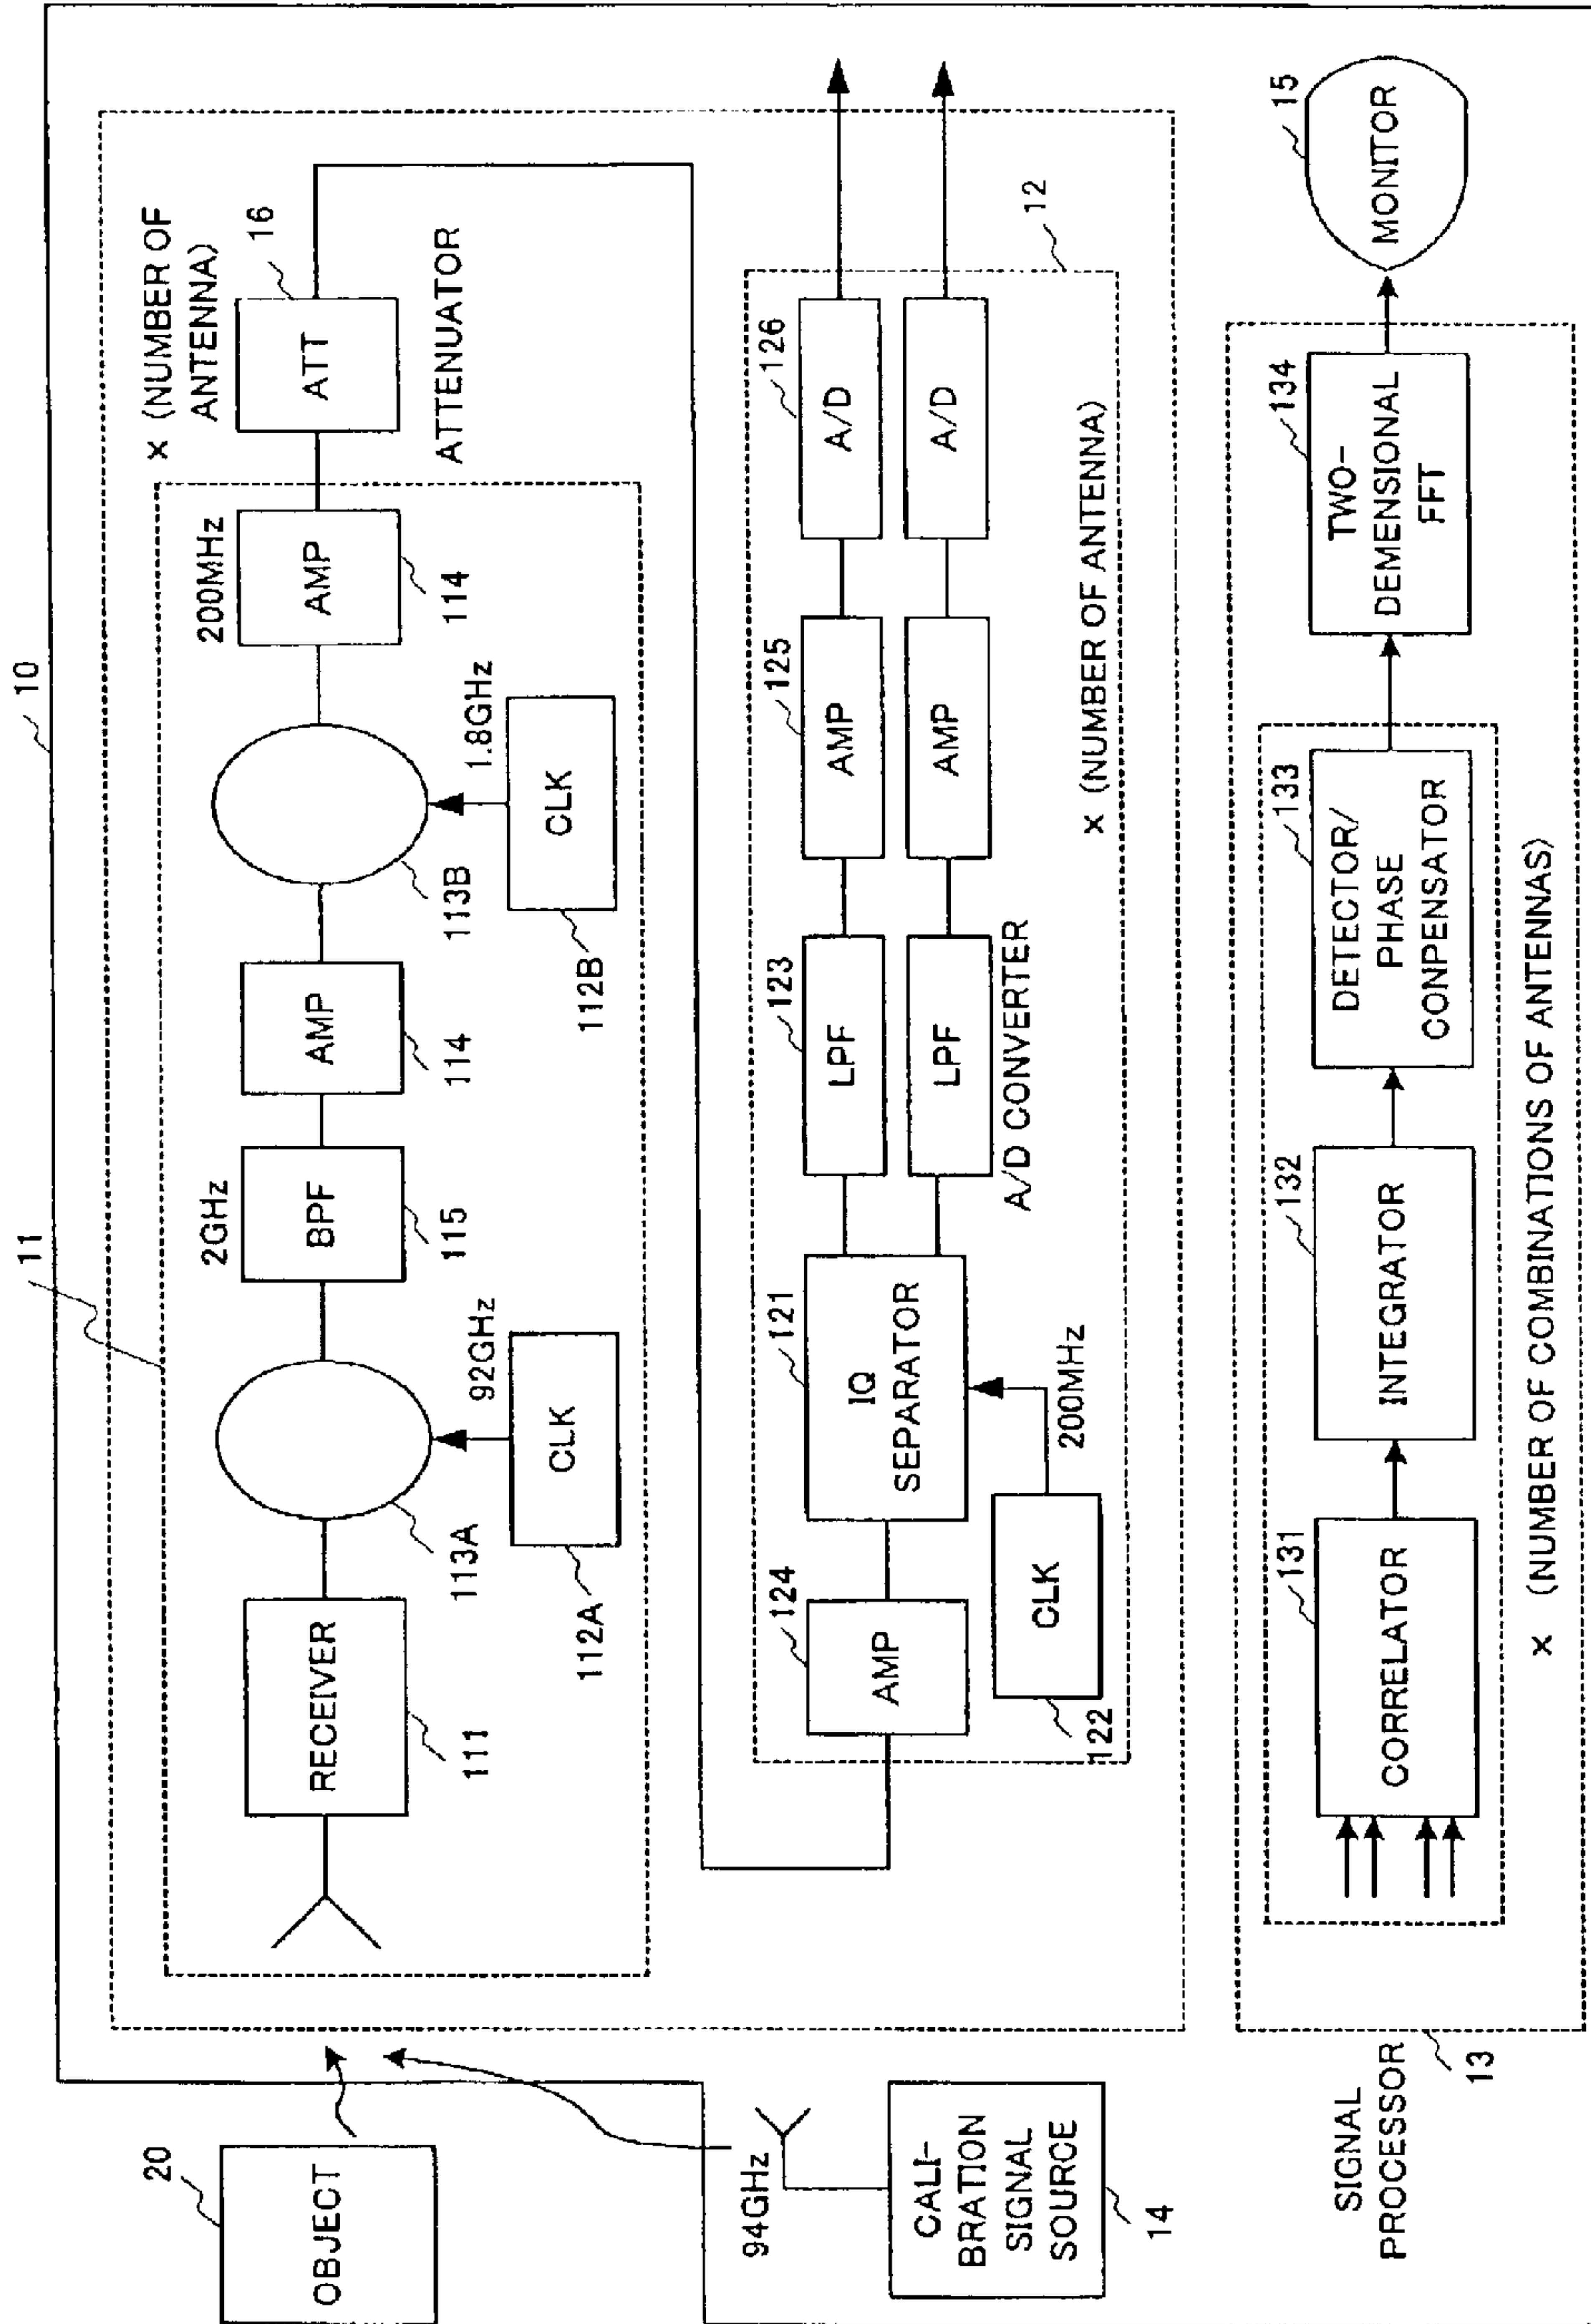 10
11
20
OBJECT
94GHz
CALI-
BRATION
SIGNAL
SOURCE
14
RECEIVER
111
113A
92GHz
CLK
112A
2GHz
BPF
115
AMP
114
113B
1.8GHz
CLK
112B
200MHz
AMP
114
× (NUMBER OF
ANTENNA)
16
ATT
ATTENUATOR
12
124
AMP
121
IQ
SEPARATOR
200MHz
CLK
122
123
LPF
LPF
125
AMP
AMP
126
A/D
A/D
A/D CONVERTER
× (NUMBER OF ANTENNA)
SIGNAL
PROCESSOR
13
131
CORRELATOR
132
INTEGRATOR
133
DETECTOR/
PHASE
CONPENSATOR
× (NUMBER OF COMBINATIONS OF ANTENNAS)
134
TWO-
DEMENSIONAL
FFT
15
MONITOR